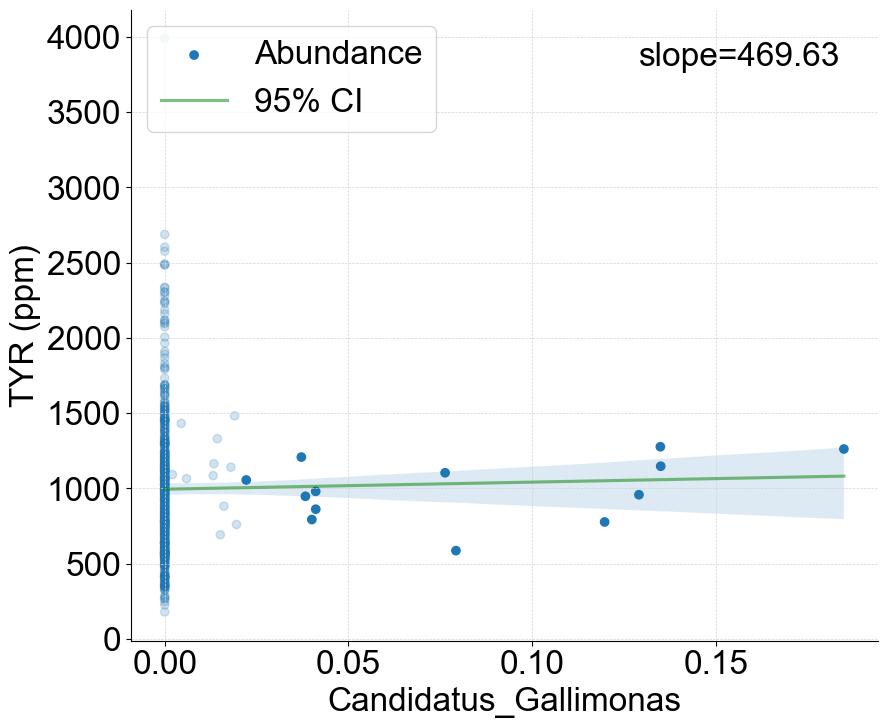 slope=469.63
Abundance
95% CI
TYR (ppm)
4000
3500
3000
2500
2000
1500
1000
500
0
0.00 0.05 0.10 0.15
Candidatus_Gallimonas